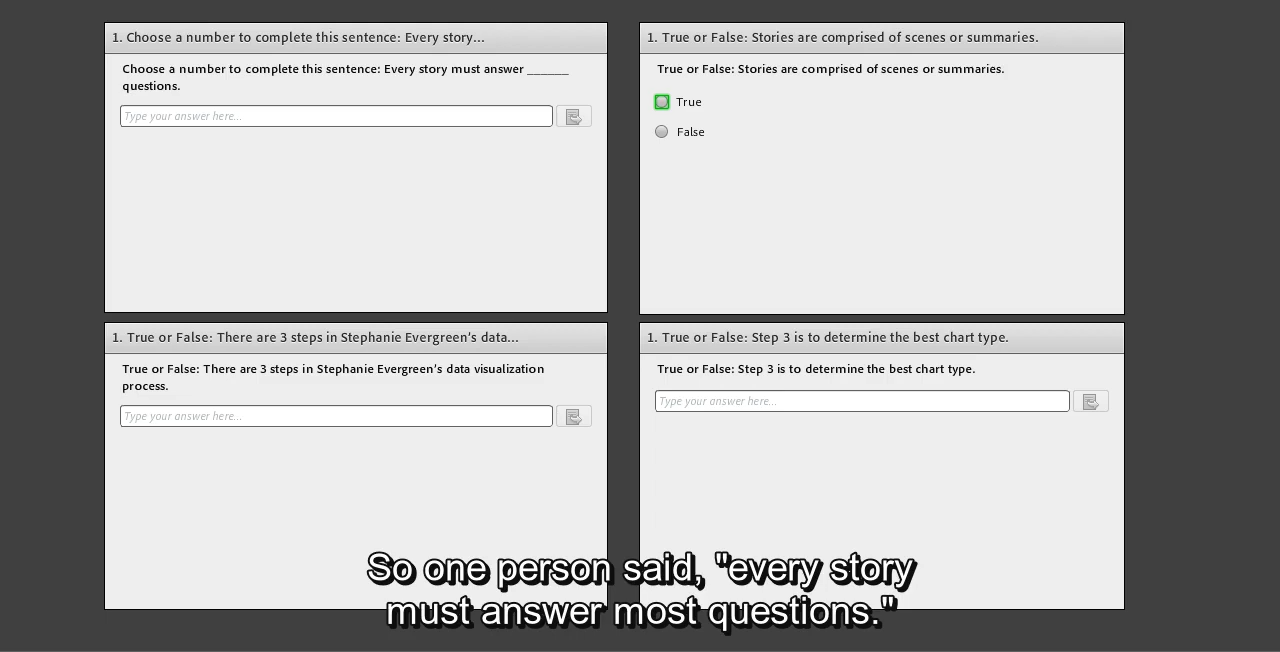 1. Choose a number to complete this sentence: Every story...
Choose a number to complete this sentence: Every story must answer ______
questions.
Type your answer here...
1. True or False: Stories are comprised of scenes or summaries.
True or False: Stories are comprised of scenes or summaries.
True
False
1. True or False: There are 3 steps in Stephanie Evergreen's data...
True or False: There are 3 steps in Stephanie Evergreen's data visualization
process.
Type your answer here...
1. True or False: Step 3 is to determine the best chart type.
True or False: Step 3 is to determine the best chart type.
Type your answer here...
So one person said, "every story
must answer most questions."